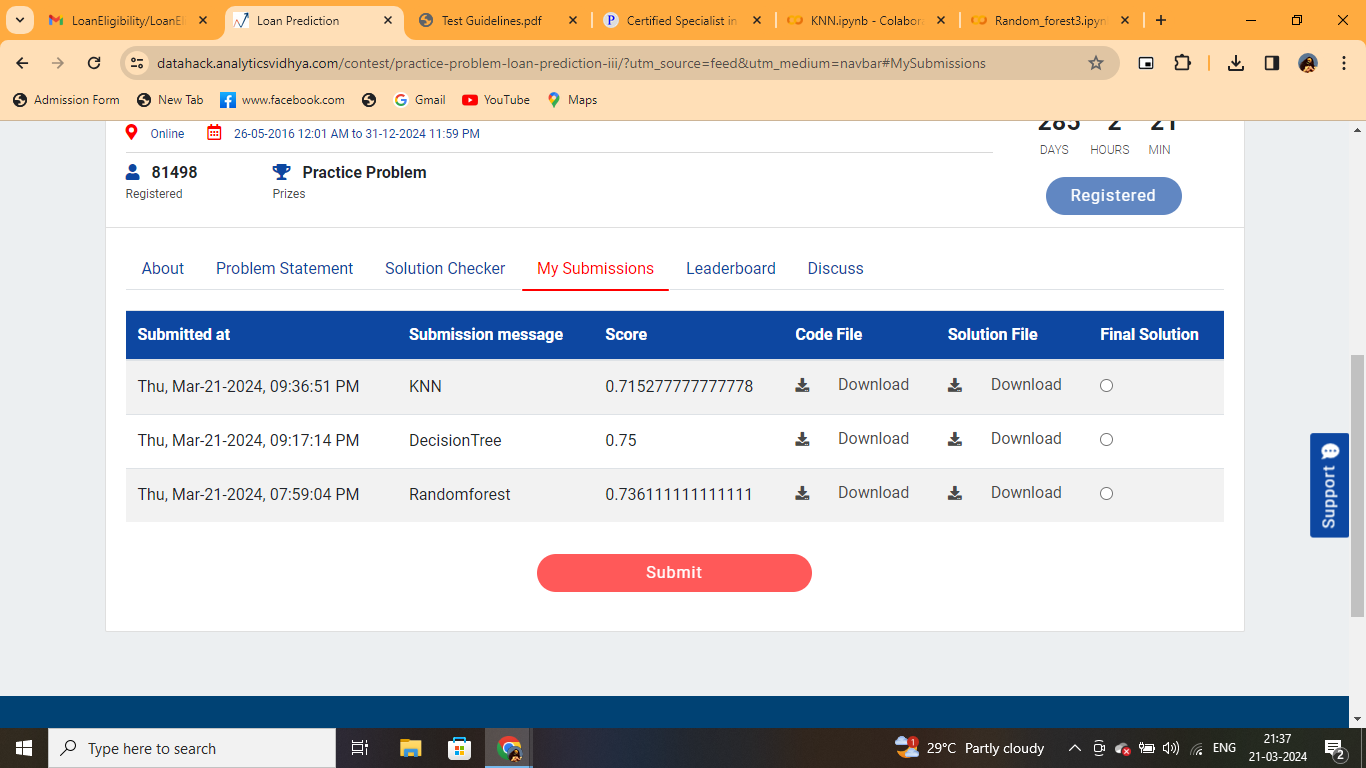 LoanEligibility/LoanEl
Loan Prediction
Test Guidelines.pdf
Certified Specialist in
KNN.ipynb - Colabora
Random_forest3.ipyn
datahack.analyticsvidhya.com/contest/practice-problem-loan-prediction-iii/?utm_source=feed&utm_medium=navbar#MySubmissions
Admission Form New Tab www.facebook.com Gmail YouTube Maps
Online 26-05-2016 12:01 AM to 31-12-2024 11:59 PM
285 2 21
DAYS HOURS MIN
81498 Practice Problem
Registered Prizes
Registered
About Problem Statement Solution Checker My Submissions Leaderboard Discuss
Submitted at Submission message Score Code File Solution File Final Solution
Thu, Mar-21-2024, 09:36:51 PM KNN 0.715277777777778 Download Download
Thu, Mar-21-2024, 09:17:14 PM DecisionTree 0.75 Download Download
Thu, Mar-21-2024, 07:59:04 PM Randomforest 0.736111111111111 Download Download
Support
Submit
Type here to search
1 29°C Partly cloudy ENG 21:37
21-03-2024
2